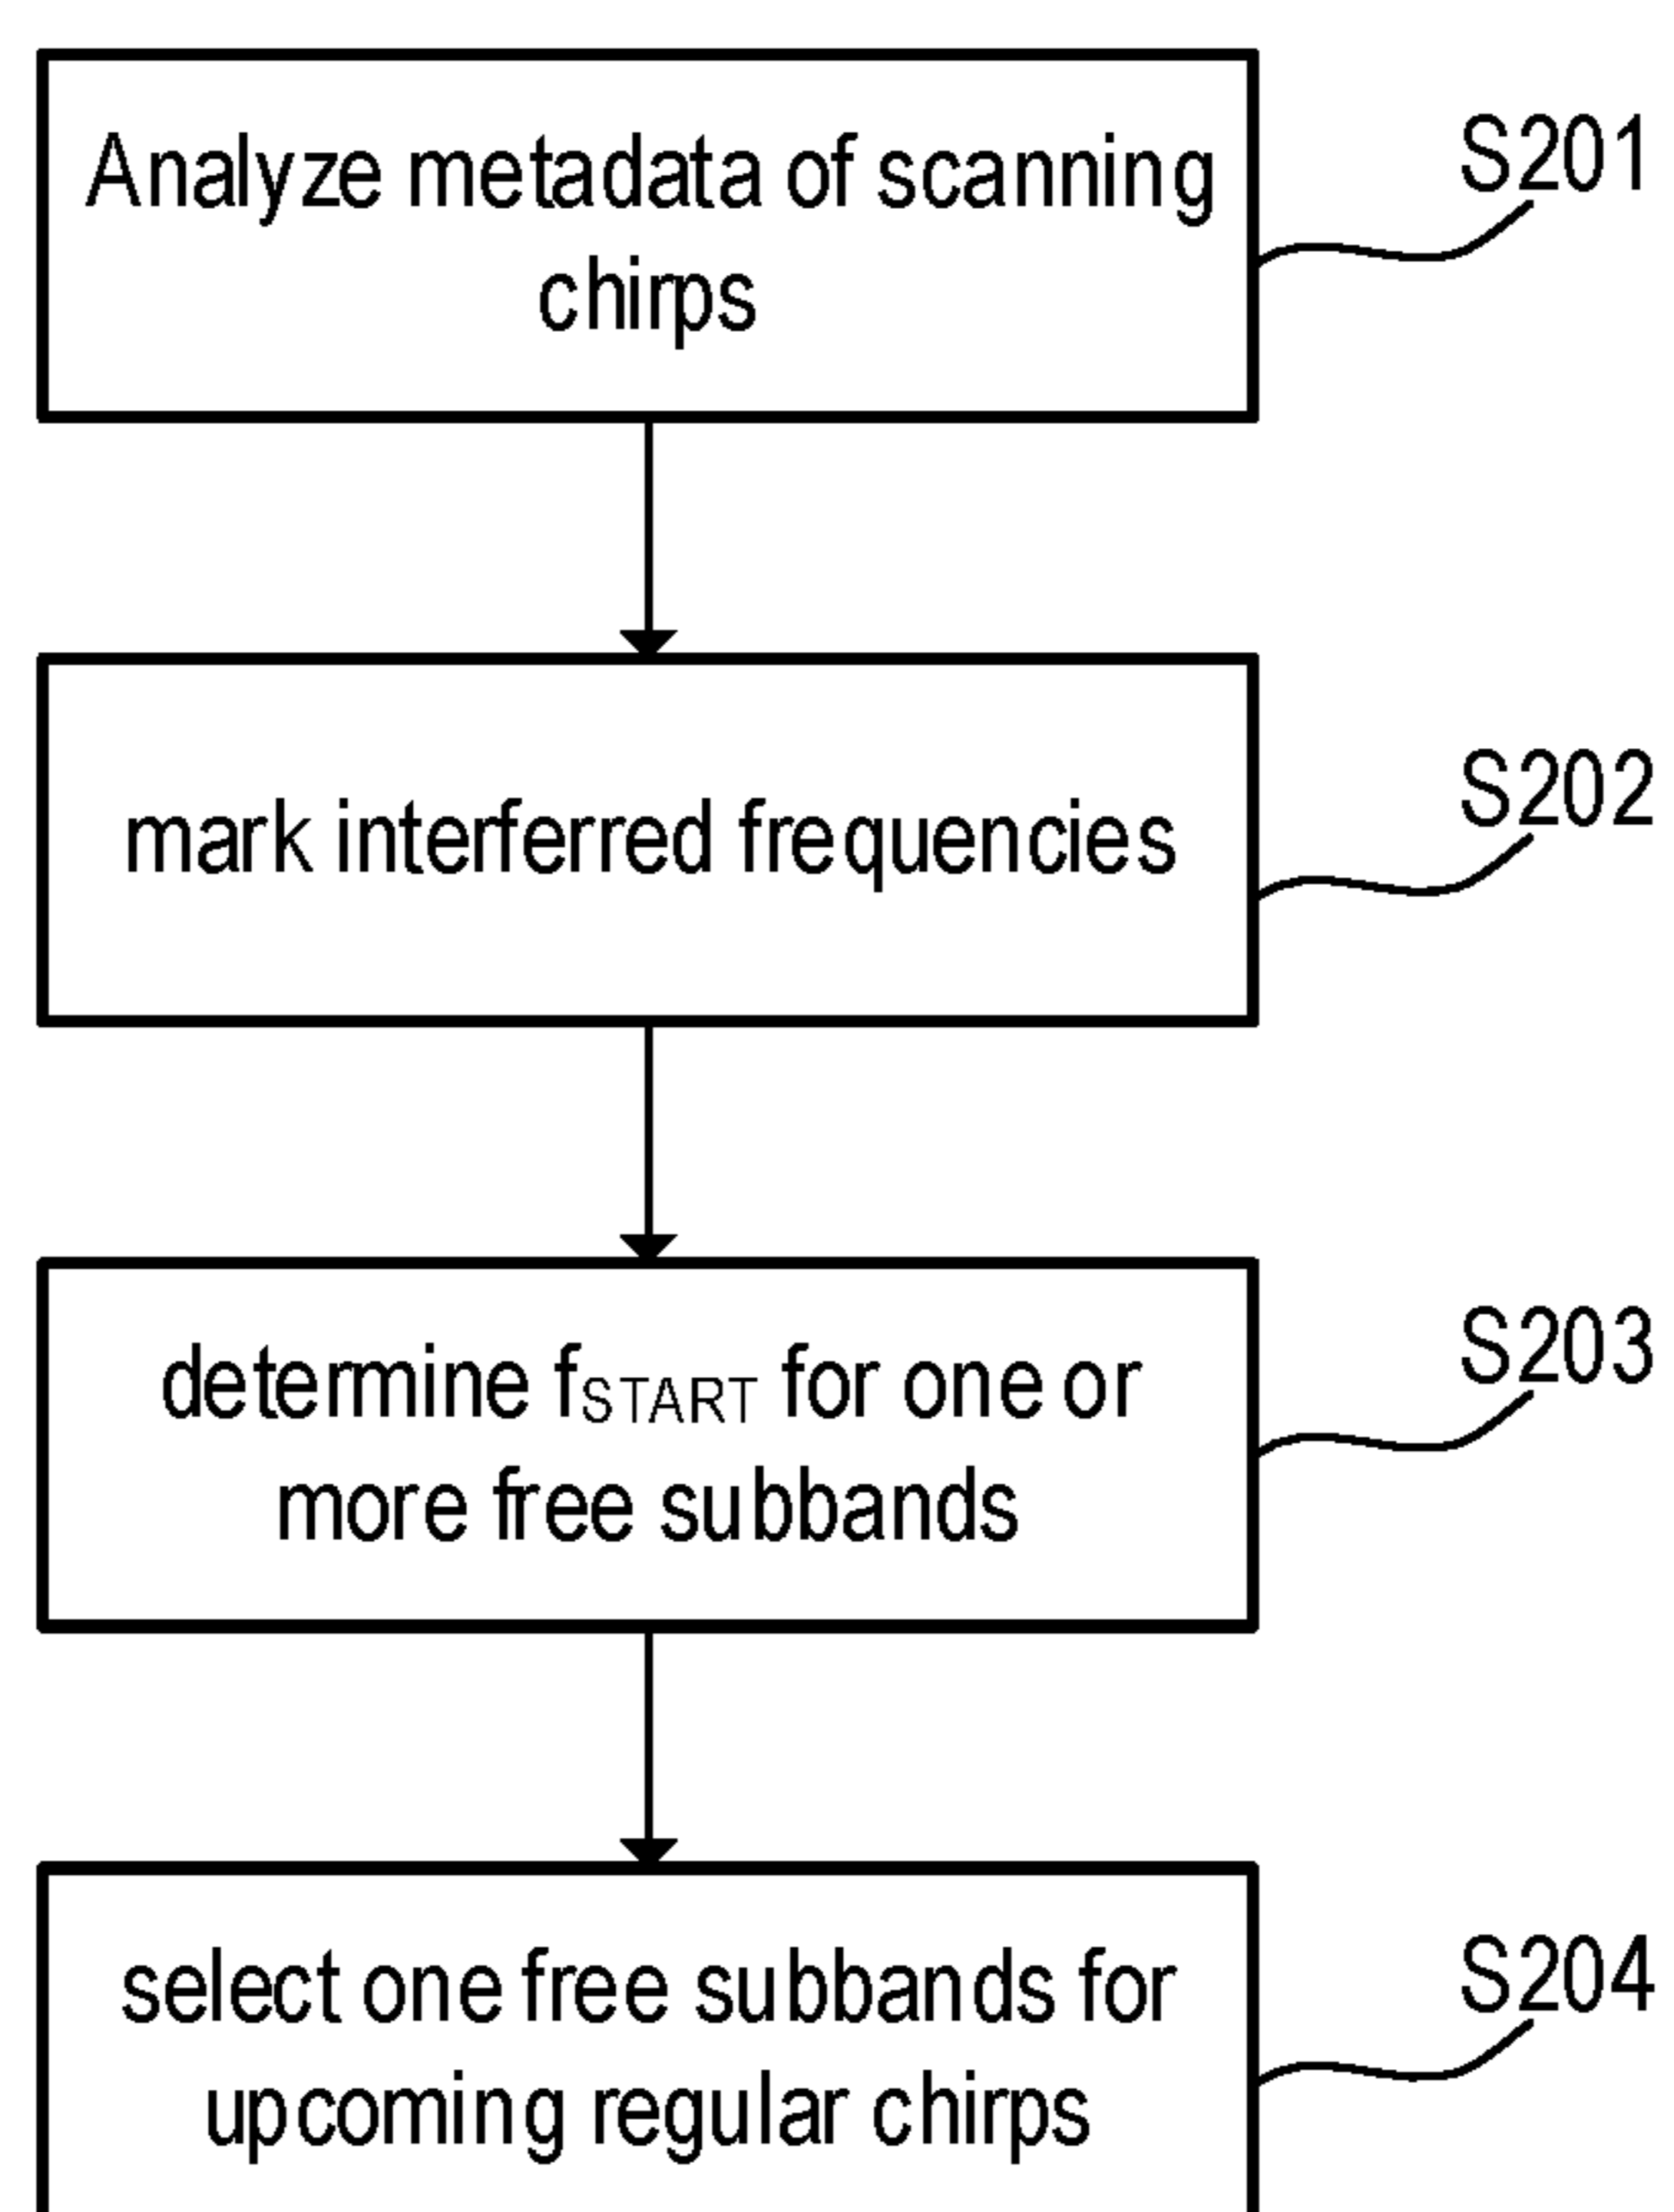 Analyze metadata of scanning
chirps
S201
mark interferred frequencies
S202
determine fSTART for one or
more free subbands
S203
select one free subbands for
upcoming regular chirps
S204